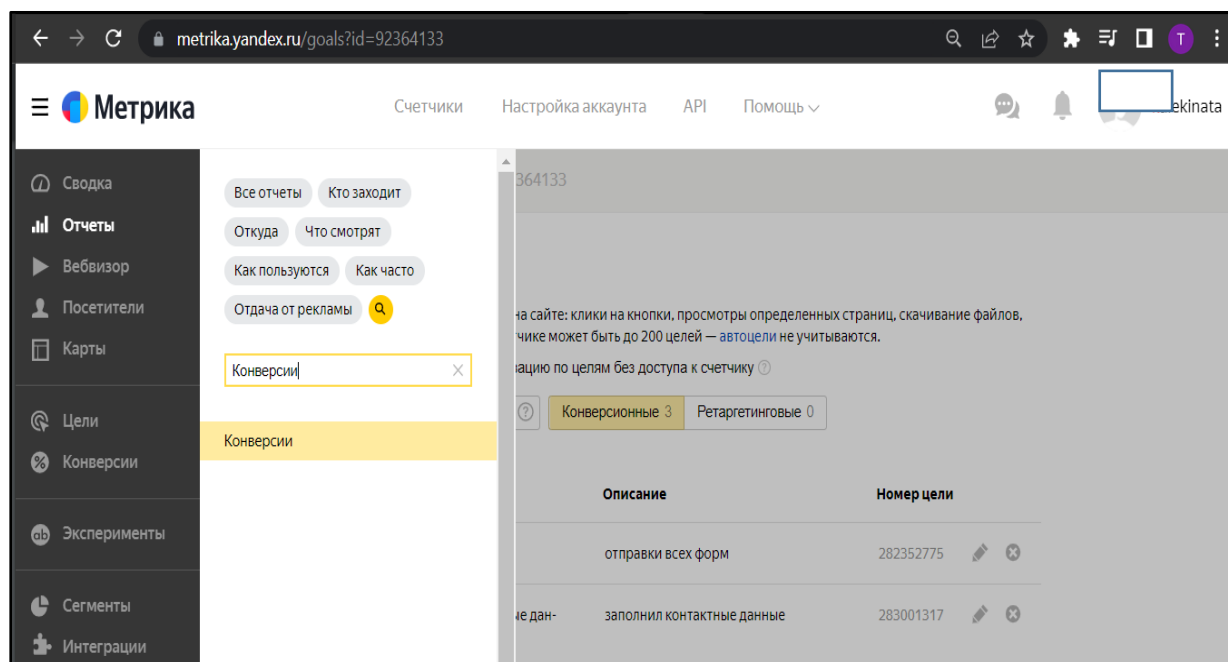 metrika.yandex.ru/goals?id=92364133
T
Метрика
Счетчики
Настройка аккаунта
API
Помощь
ekinata
Сводка
Отчеты
Вебвизор
Посетители
Карты
Цели
Конверсии
Эксперименты
Сегменты
Интеграции
Все отчеты Кто заходит
Откуда Что смотрят
Как пользуются Как часто
Отдача от рекламы
Конверсии
Конверсии
364133
на сайте: клики на кнопки, просмотры определенных страниц, скачивание файлов,
чике может быть до 200 целей — автоцели не учитываются.
ацию по целям без доступа к счетчику ?
? Конверсионные 3 Ретаргетинговые 0
Описание Номер цели
отправки всех форм 282352775
ые дан- заполнил контактные данные 283001317